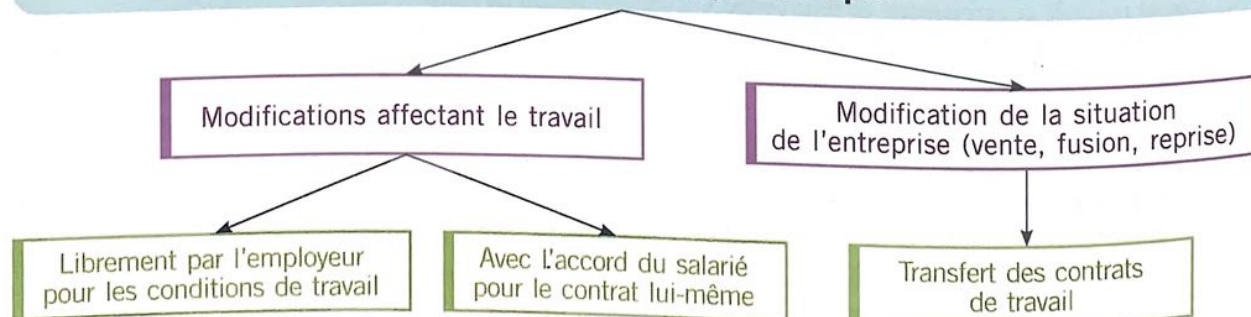 Modifications affectant le travail
Modification de la situation
de l'entreprise (vente, fusion, reprise)
Librement par l'employeur
pour les conditions de travail
Avec L'accord du salarié
pour le contrat lui-même
Transfert des contrats
de travail